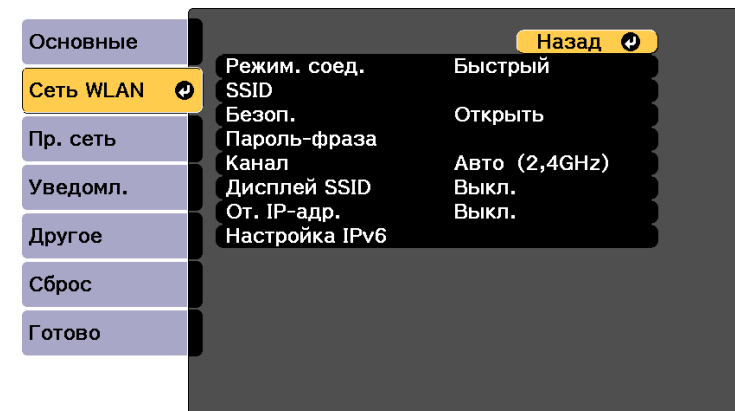 Основные
Сеть WLAN
Пр. сеть
Уведомл.
Другое
Сброс
Готово
Назад
Режим. соед. Быстрый
SSID
Безоп. Открыть
Пароль-фраза
Канал Авто (2,4GHz)
Дисплей SSID Выкл.
От. IP-адр. Выкл.
Настройка IPv6